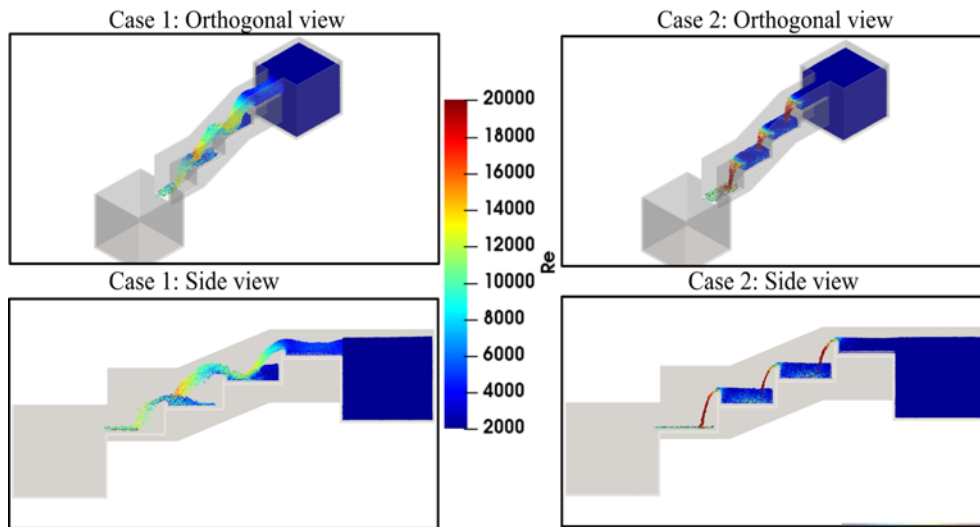 Case 1: Orthogonal view
Case 2: Orthogonal view
20000
18000
16000
14000
12000
10000
8000
6000
4000
2000
Re
Case 1: Side view
Case 2: Side view